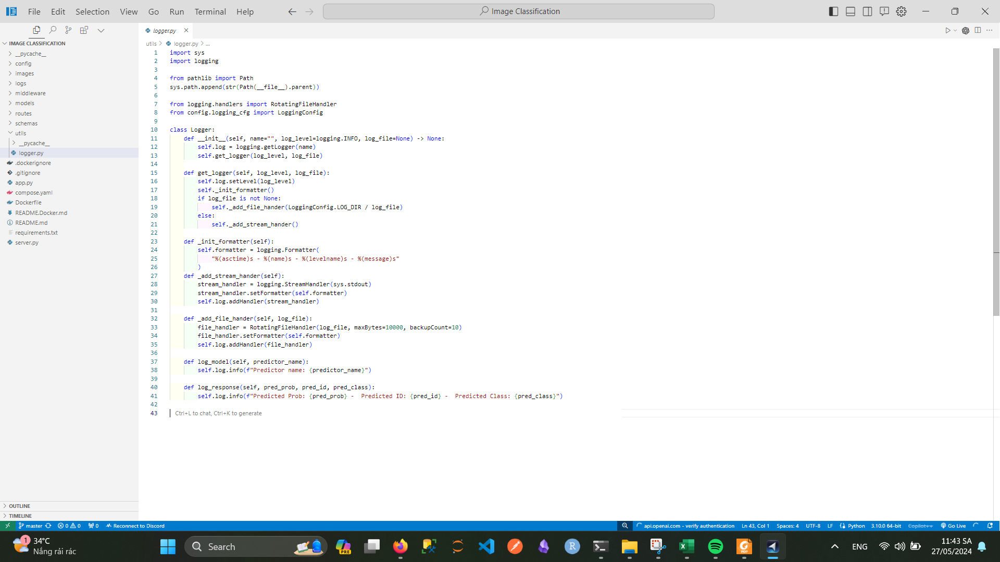 File Edit Selection View Go Run Terminal Help
Image Classification
IMAGE CLASSIFICATION
__pycache__
config
images
logs
middleware
models
routes
schemas
utils
__pycache__
logger.py
.dockerignore
.gitignore
app.py
compose.yaml
Dockerfile
README.Docker.md
README.md
requirements.txt
server.py
OUTLINE
TIMELINE
logger.py
utils > logger.py > ...
1 import sys
2 import logging
3
4 from pathlib import Path
5 sys.path.append(str(Path(__file__).parent))
6
7 from logging.handlers import RotatingFileHandler
8 from config.logging_cfg import LoggingConfig
9
10 class Logger:
11     def __init__(self, name="", log_level=logging.INFO, log_file=None) -> None:
12         self.log = logging.getLogger(name)
13         self.get_logger(log_level, log_file)
14
15     def get_logger(self, log_level, log_file):
16         self.log.setLevel(log_level)
17         self._init_formatter()
18         if log_file is not None:
19             self._add_file_hander(LoggingConfig.LOG_DIR / log_file)
20         else:
21             self._add_stream_hander()
22
23     def _init_formatter(self):
24         self.formatter = logging.Formatter(
25             "%(asctime)s - %(name)s - %(levelname)s - %(message)s"
26         )
27     def _add_stream_hander(self):
28         stream_handler = logging.StreamHandler(sys.stdout)
29         stream_handler.setFormatter(self.formatter)
30         self.log.addHandler(stream_handler)
31
32     def _add_file_hander(self, log_file):
33         file_handler = RotatingFileHandler(log_file, maxBytes=10000, backupCount=10)
34         file_handler.setFormatter(self.formatter)
35         self.log.addHandler(file_handler)
36
37     def log_model(self, predictor_name):
38         self.log.info(f"Predictor name: {predictor_name}")
39
40     def log_response(self, pred_prob, pred_id, pred_class):
41         self.log.info(f"Predicted Prob: {pred_prob} -  Predicted ID: {pred_id} -  Predicted Class: {pred_class}")
42
43 Ctrl+L to chat, Ctrl+K to generate
master 0 0 0 Reconnect to Discord
api.openai.com - verify authentication Ln 43, Col 1 Spaces: 4 UTF-8 LF Python 3.10.0 64-bit Copilot++ Go Live
1 34°C
Nắng rải rác
Search
PRE
R
PDF
ENG
11:43 SA
27/05/2024